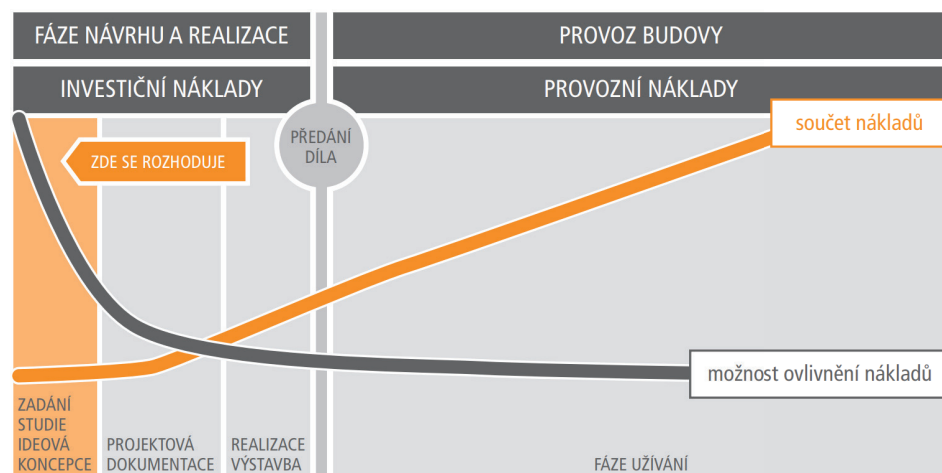 FÁZE NÁVRHU A REALIZACE
PROVOZ BUDOVY
INVESTIČNÍ NÁKLADY
PROVOZNÍ NÁKLADY
součet nákladů
PŘEDÁNÍ
DÍLA
ZDE SE ROZHODUJE
možnost ovlivnění nákladů
ZADÁNÍ
STUDIE
IDEOVÁ
KONCEPCE
PROJEKTOVÁ
DOKUMENTACE
REALIZACE
VÝSTAVBA
FÁZE UŽÍVÁNÍ